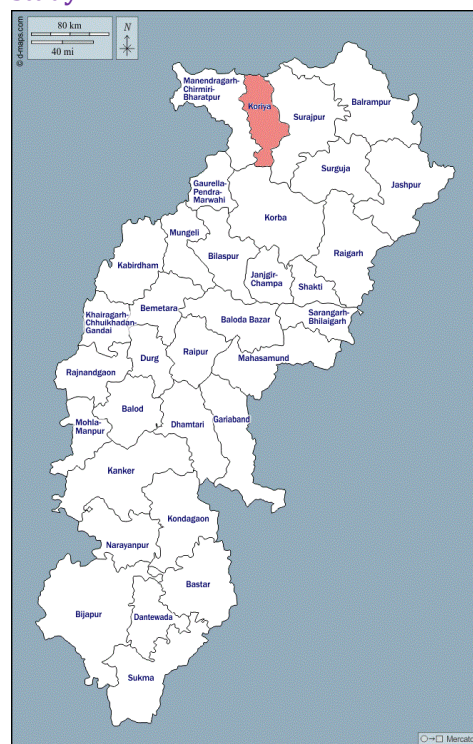 80 km
40 mi
N
© d-maps.com
Manendragarh-
Chirmiri-
Bharatpur
Koriya
Surajpur
Balrampur
Surguja
Jashpur
Gaurella-
Pendra-
Marwahi
Korba
Mungeli
Bilaspur
Raigarh
Kabirdham
Janjgir-
Champa
Shakti
Khairagarh-
Chhuikhadan-
Gandai
Bemetara
Baloda Bazar
Sarangarh-
Bhilaigarh
Rajnandgaon
Durg
Raipur
Mahasamund
Mohla-
Manpur
Balod
Dhamtari
Gariaband
Kanker
Kondagaon
Narayanpur
Bastar
Bijapur
Dantewada
Sukma